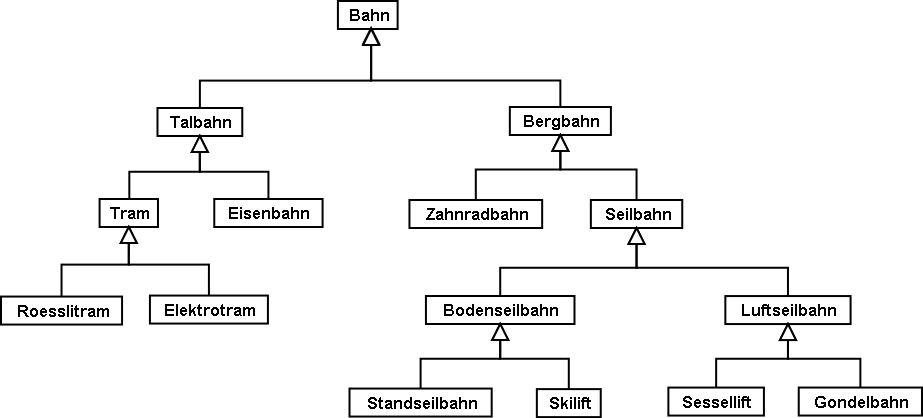 Bahn
Talbahn
Bergbahn
Tram
Eisenbahn
Zahnradbahn
Seilbahn
Roesslitram
Elektrotram
Bodenseilbahn
Luftseilbahn
Standseilbahn
Skilift
Sessellift
Gondelbahn